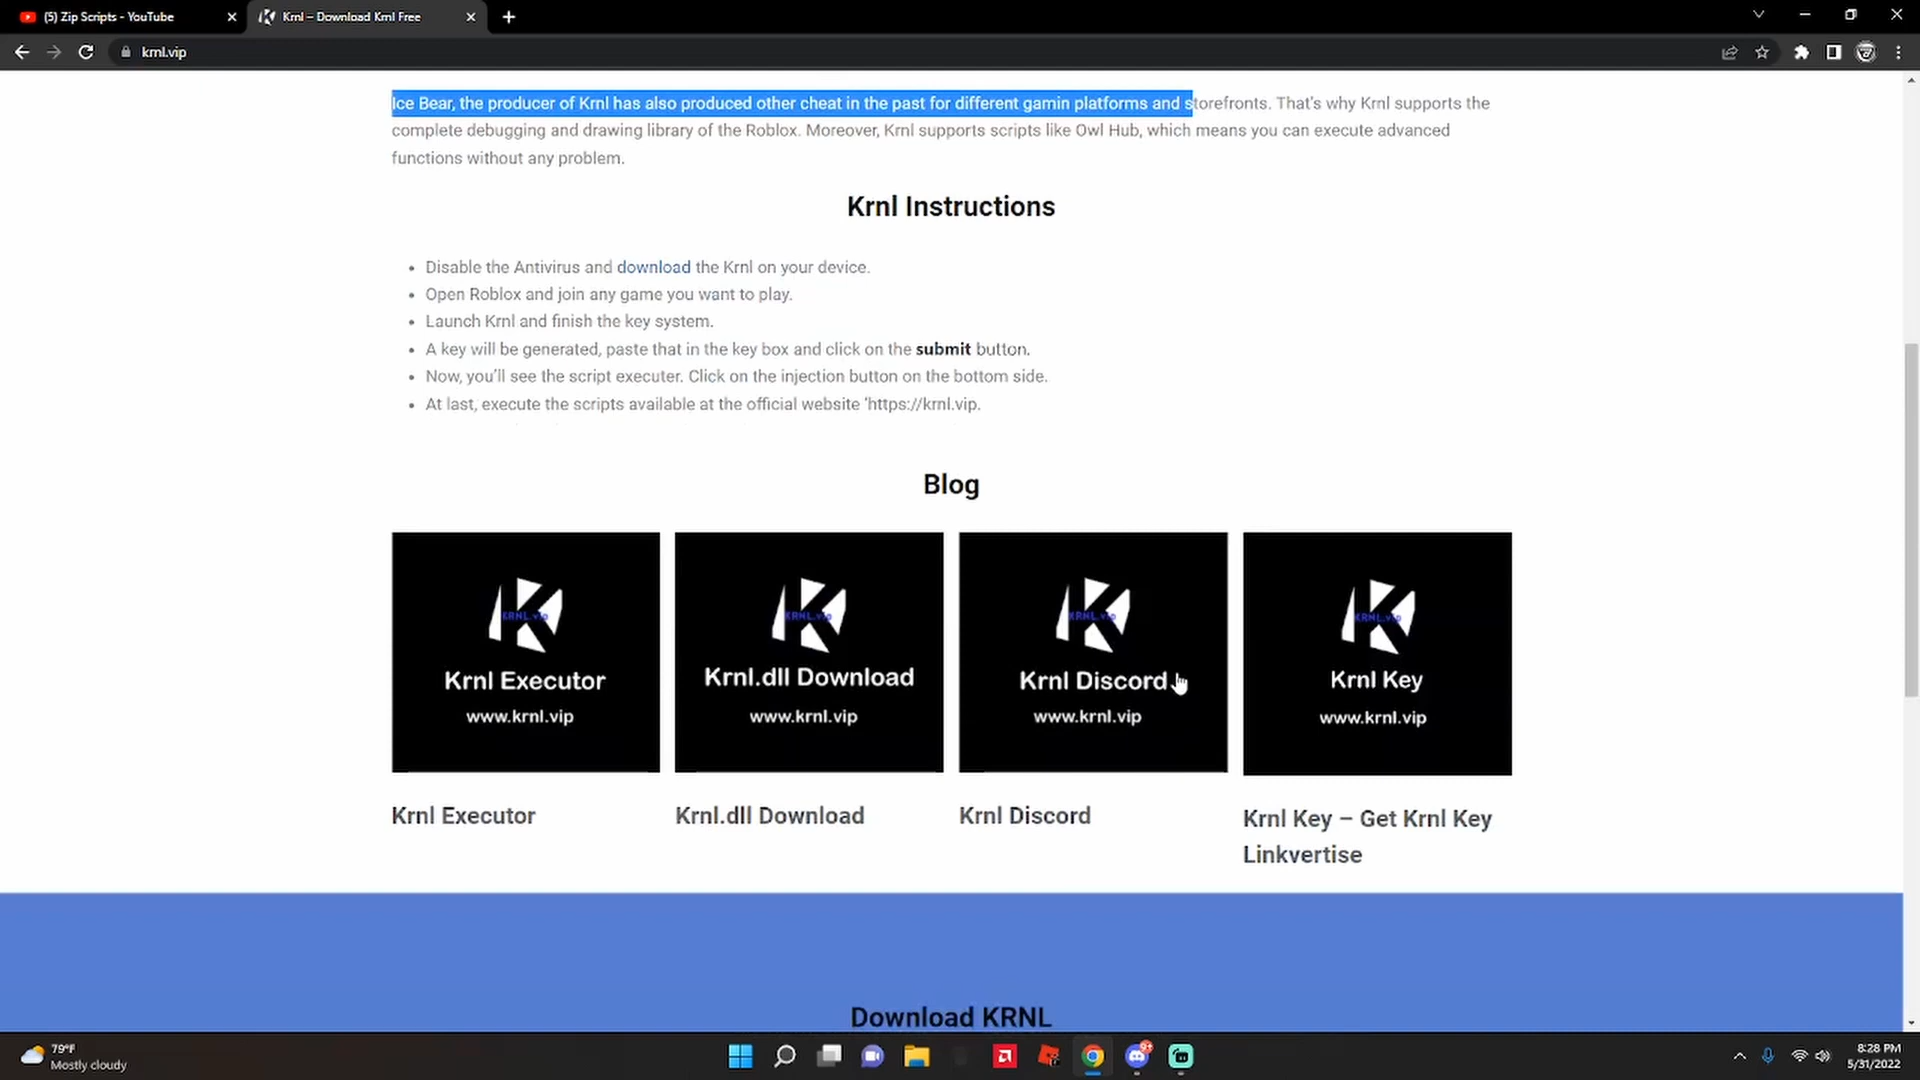 (5) Zip Scripts - YouTube
Krnl – Download Krnl Free
krnl.vip
Ice Bear, the producer of Krnl has also produced other cheat in the past for different gamin platforms and storefronts. That's why Krnl supports the
complete debugging and drawing library of the Roblox. Moreover, Krnl supports scripts like Owl Hub, which means you can execute advanced
functions without any problem.
Krnl Instructions
• Disable the Antivirus and download the Krnl on your device.
• Open Roblox and join any game you want to play.
• Launch Krnl and finish the key system.
• A key will be generated, paste that in the key box and click on the submit button.
• Now, you'll see the script executer. Click on the injection button on the bottom side.
• At last, execute the scripts available at the official website 'https://krnl.vip.
Blog
KRNL.vip
Krnl Executor
www.krnl.vip
KRNL.vip
Krnl.dll Download
www.krnl.vip
KRNL.vip
Krnl Discord
www.krnl.vip
KRNL.vip
Krnl Key
www.krnl.vip
Krnl Executor
Krnl.dll Download
Krnl Discord
Krnl Key – Get Krnl Key
Linkvertise
Download KRNL
79°F
Mostly cloudy
9+
8:28 PM
5/31/2022